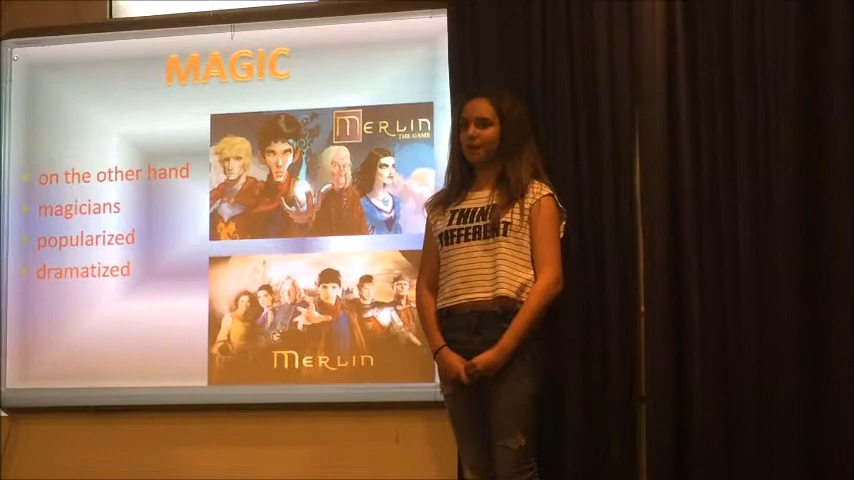 MAGIC
on the other hand
magicians
popularized
dramatized
MERLIN
THE GAME
MERLIN
THINK
DIFFERENT